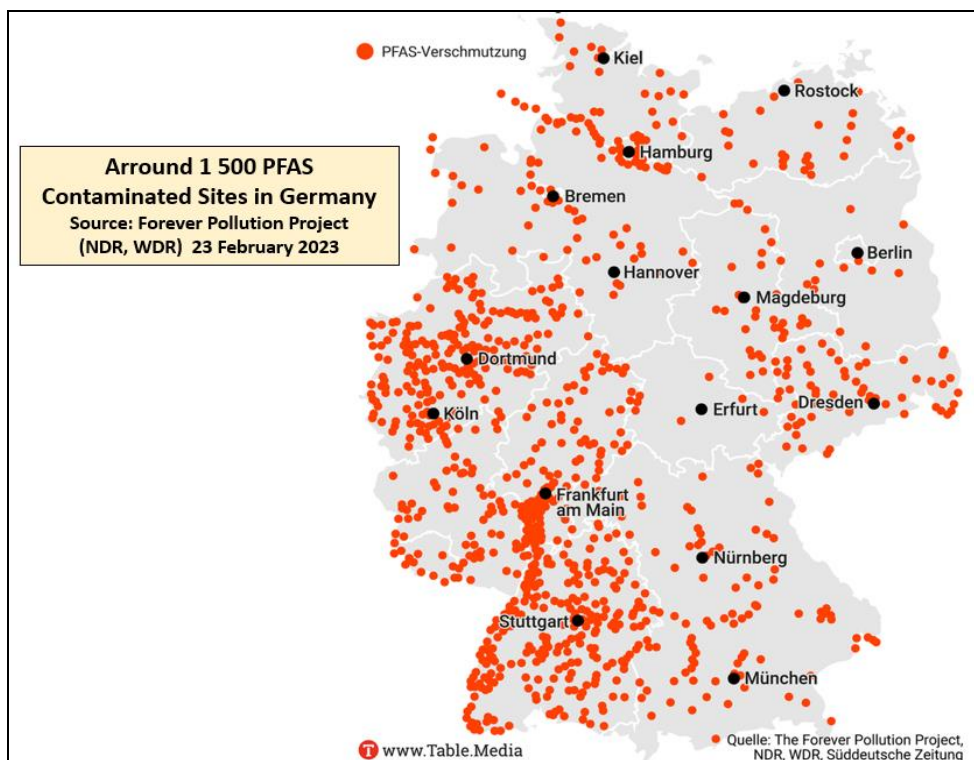 PFAS-Verschmutzung
Kiel
Rostock
Arround 1 500 PFAS
Contaminated Sites in Germany
Source: Forever Pollution Project
(NDR, WDR) 23 February 2023
Hamburg
Bremen
Berlin
Hannover
Magdeburg
Dortmund
Köln
Erfurt
Dresden
Frankfurt
am Main
Nürnberg
Stuttgart
München
T www.Table.Media
Quelle: The Forever Pollution Project,
NDR, WDR, Süddeutsche Zeitung